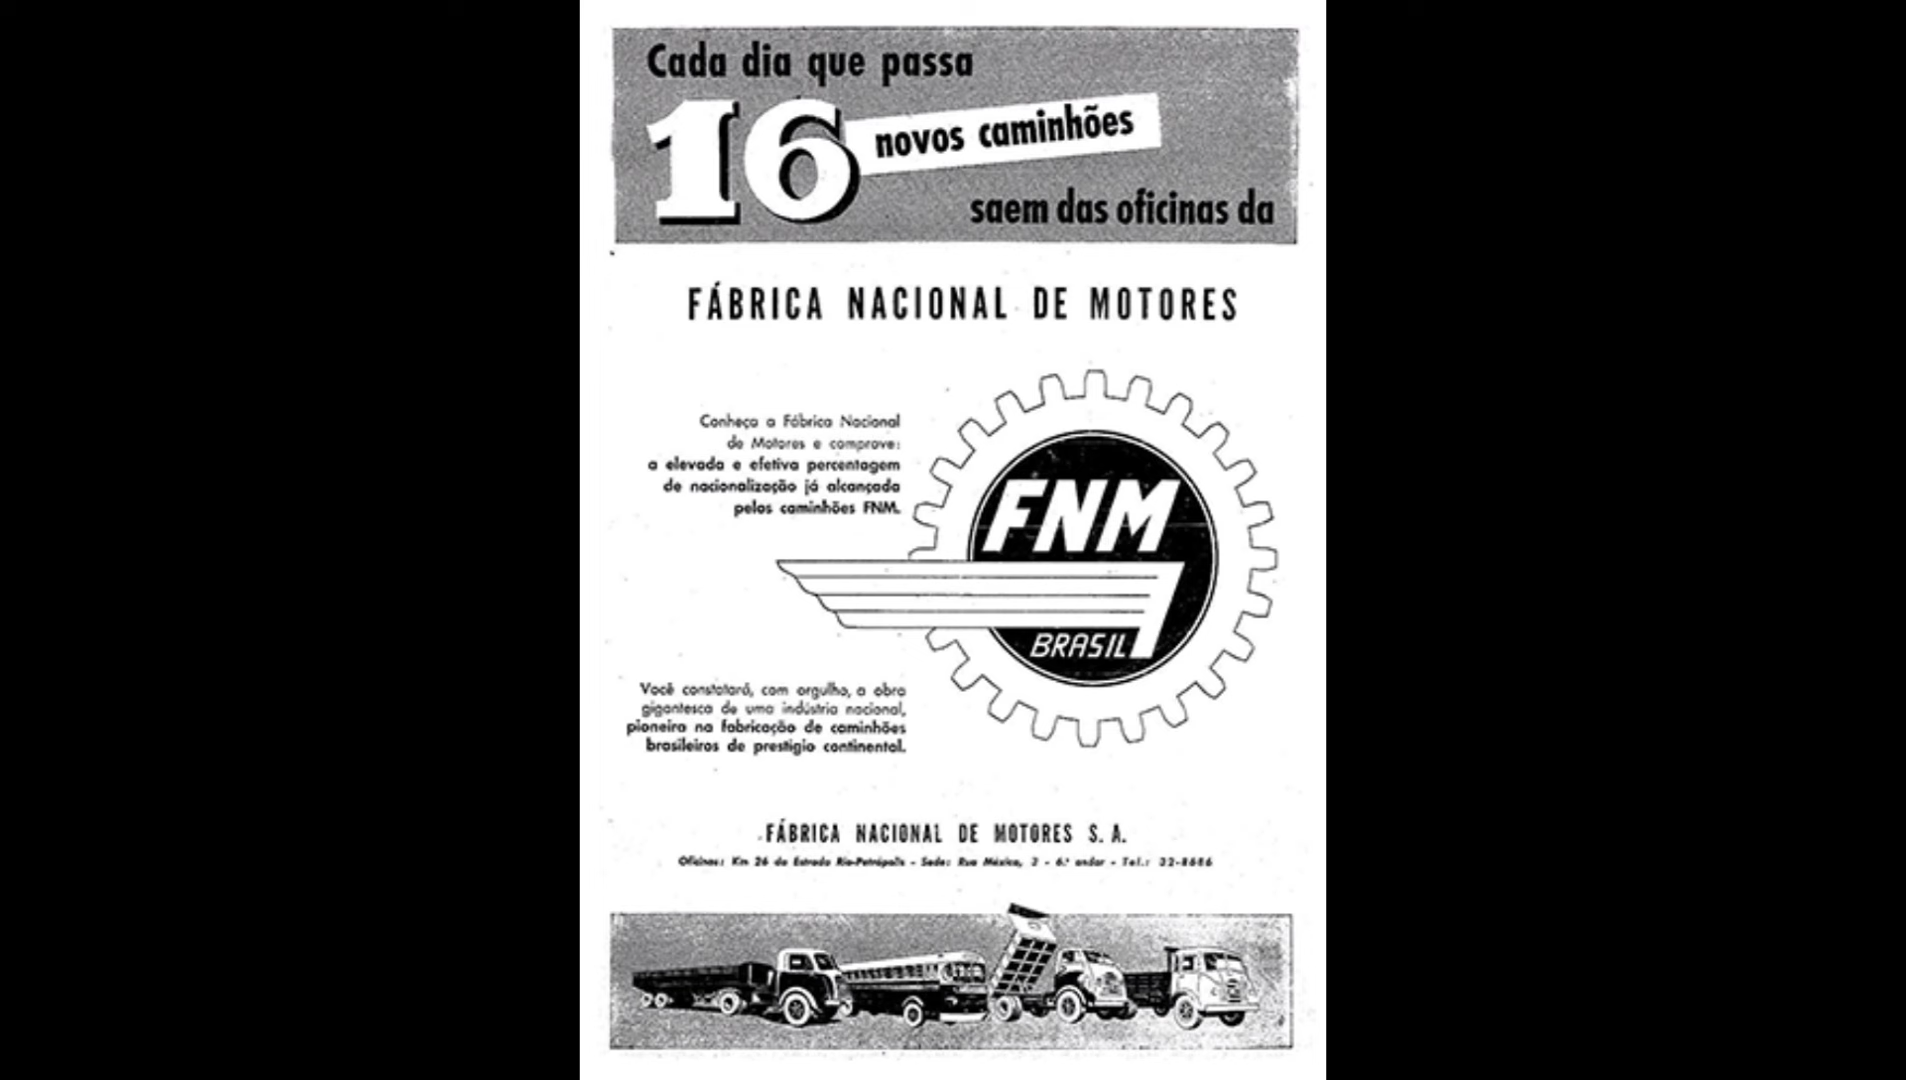 Cada dia que passa
16 novos caminhões
saem das oficinas da
FÁBRICA NACIONAL DE MOTORES
Conheça a Fábrica Nacional
de Motores e comprove:
a elevada e efetiva percentagem
de nacionalização já alcançada
pelos caminhões FNM.
FNM
BRASIL
Você constatará, com orgulho, a obra
gigantesca de uma indústria nacional,
pioneira na fabricação de caminhões
brasileiros de prestígio continental.
FÁBRICA NACIONAL DE MOTORES S. A.
Oficinas: Km 26 da Estrada Rio-Petrópolis - Sede: Rua México, 3 - 6.º andar - Tel.: 32-8686